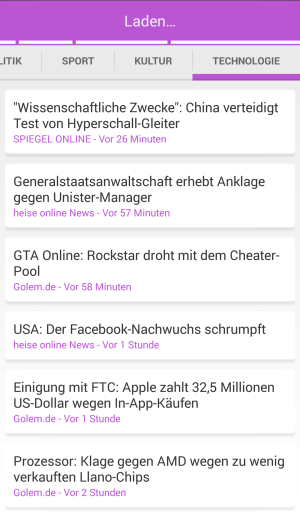 Laden...
LITIK
SPORT
KULTUR
TECHNOLOGIE
"Wissenschaftliche Zwecke": China verteidigt
Test von Hyperschall-Gleiter
SPIEGEL ONLINE - Vor 26 Minuten
Generalstaatsanwaltschaft erhebt Anklage
gegen Unister-Manager
heise online News - Vor 57 Minuten
GTA Online: Rockstar droht mit dem Cheater-
Pool
Golem.de - Vor 58 Minuten
USA: Der Facebook-Nachwuchs schrumpft
heise online News - Vor 1 Stunde
Einigung mit FTC: Apple zahlt 32,5 Millionen
US-Dollar wegen In-App-Käufen
Golem.de - Vor 1 Stunde
Prozessor: Klage gegen AMD wegen zu wenig
verkauften Llano-Chips
Golem.de - Vor 2 Stunden